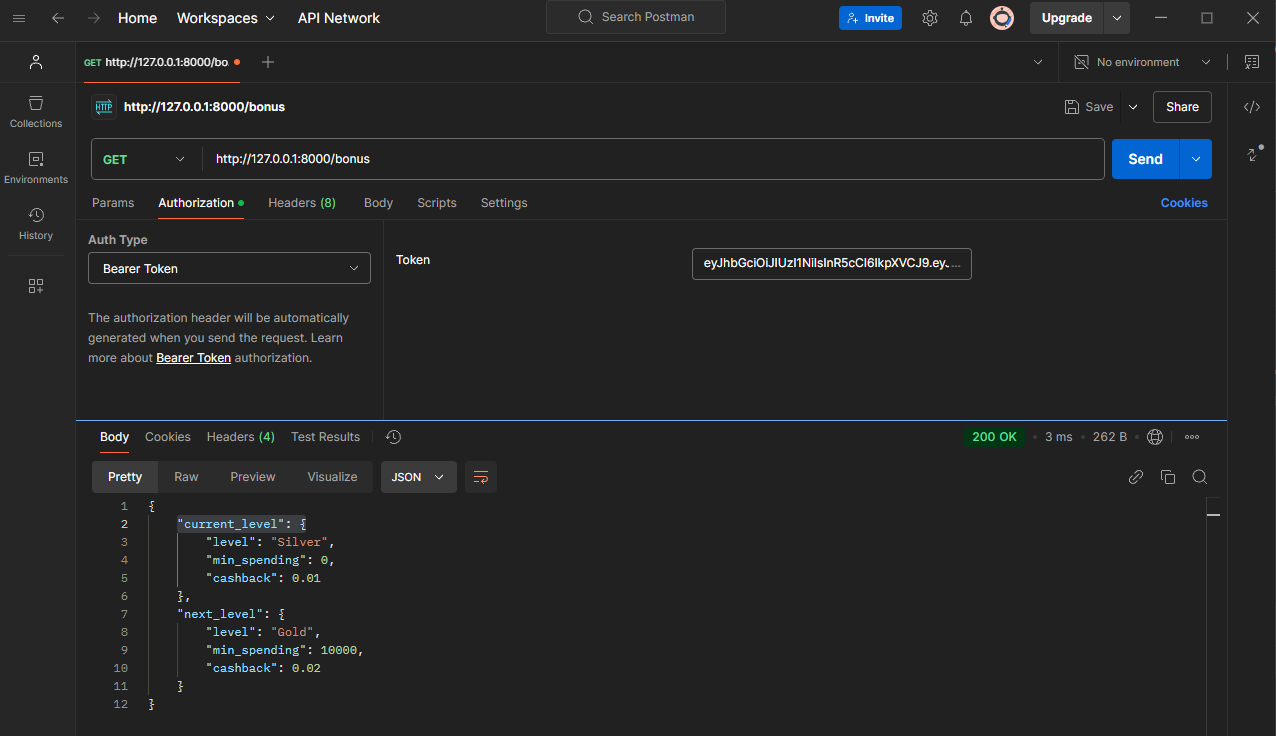 Home Workspaces API Network Search Postman Invite Upgrade
GET http://127.0.0.1:8000/bo No environment
HTTP http://127.0.0.1:8000/bonus Save Share
Collections
GET http://127.0.0.1:8000/bonus Send
Environments
Params Authorization Headers (8) Body Scripts Settings Cookies
History
Auth Type
Bearer Token
Token eyJhbGciOiJIUzI1NiIsInR5cCI6IkpXVCJ9.eyJ...
The authorization header will be automatically
generated when you send the request. Learn
more about Bearer Token authorization.
Body Cookies Headers (4) Test Results 200 OK 3 ms 262 B
Pretty Raw Preview Visualize JSON
1 {
2 "current_level": {
3 "level": "Silver",
4 "min_spending": 0,
5 "cashback": 0.01
6 },
7 "next_level": {
8 "level": "Gold",
9 "min_spending": 10000,
10 "cashback": 0.02
11 }
12 }